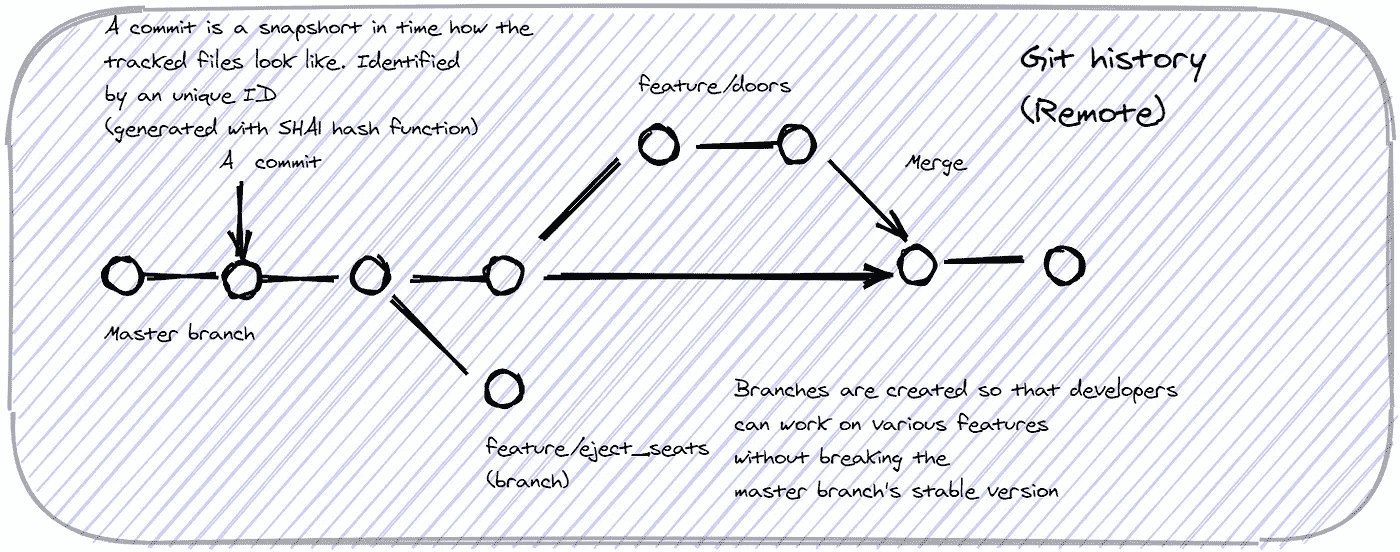 A commit is a snapshort in time how the
tracked files look like. Identified
by an unique ID
(generated with SHA1 hash function)
A commit
Git history
(Remote)
feature/doors
Merge
Master branch
feature/eject_seats
(branch)
Branches are created so that developers
can work on various features
without breaking the
master branch's stable version